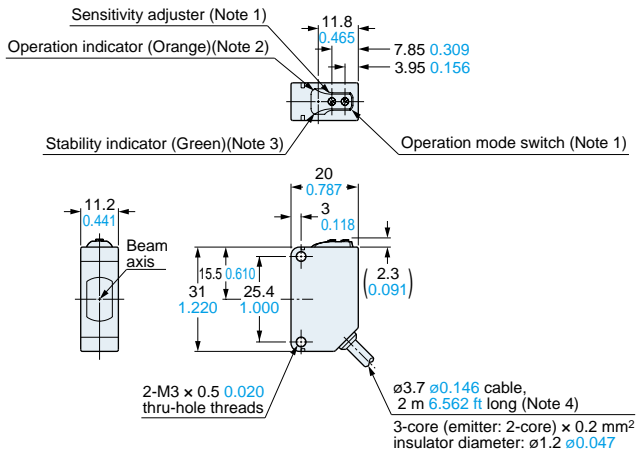 Sensitivity adjuster (Note 1)
11.8
0.465
Operation indicator (Orange)(Note 2)
7.85 0.309
3.95 0.156
Stability indicator (Green)(Note 3)
Operation mode switch (Note 1)
20
0.787
11.2
0.441
3
0.118
Beam
axis
15.5 0.610
2.3
0.091
31
1.220
25.4
1.000
2-M3 × 0.5 0.020
thru-hole threads
ø3.7 ø0.146 cable,
2 m 6.562 ft long (Note 4)
3-core (emitter: 2-core) × 0.2 mm²
insulator diameter: ø1.2 ø0.047